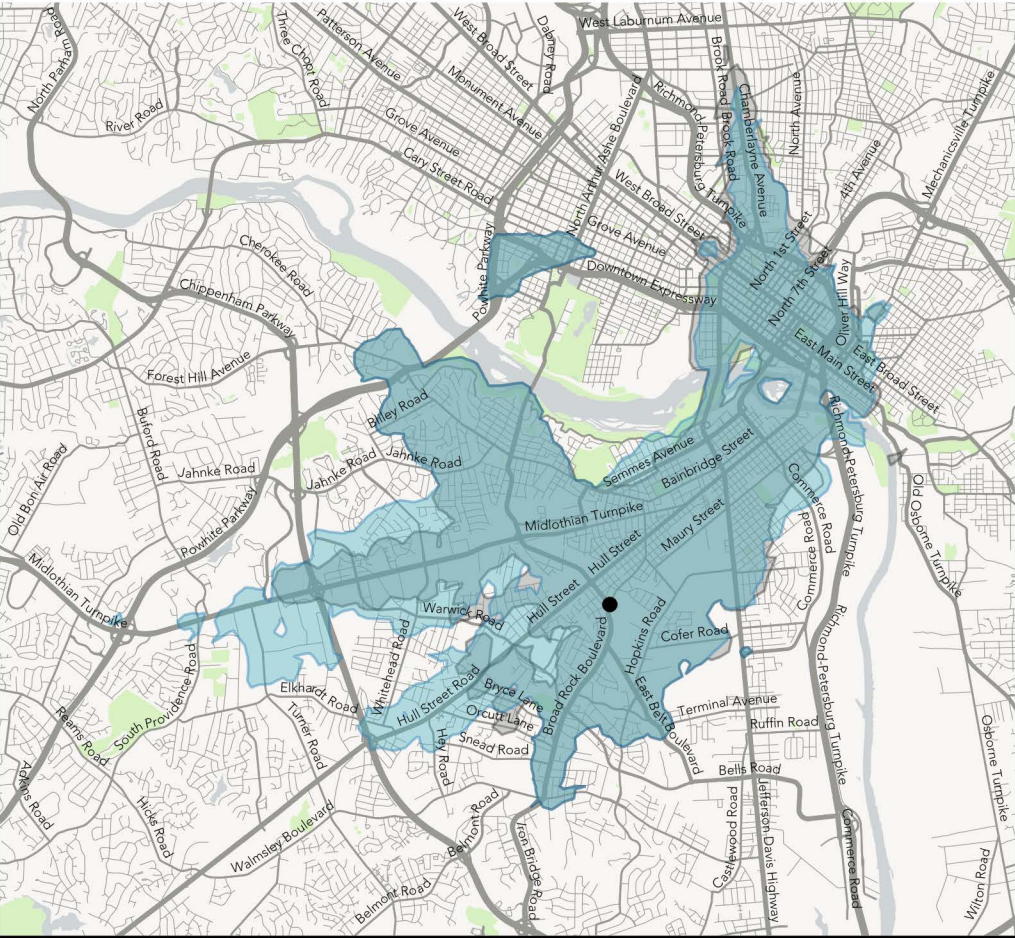 West Laburnum Avenue
North Parham Road
Three Chopt Road
Patterson Avenue
West Broad Street
Dabney Road
Monument Avenue
River Road
Grove Avenue
Cary Street Road
North Arthur Ashe Boulevard
Richmond-Petersburg Turnpike
Brook Road
Brook Road
Chamberlayne Avenue
North Avenue
4th Avenue
Mechanicsville Turnpike
West Broad Street
Grove Avenue
Powhite Parkway
Downtown Expressway
North 1st Street
North 7th Street
Oliver Hill Way
East Main Street
East Broad Street
Cherokee Road
Chippenham Parkway
Forest Hill Avenue
Bliley Road
Buford Road
Jahnke Road
Jahnke Road
Jahnke Road
Old Bon Air Road
Powhite Parkway
Semmes Avenue
Bainbridge Street
Richmond-Petersburg Turnpike
Commerce Road
Commerce Road
Old Osborne Turnpike
Midlothian Turnpike
Maury Street
Hull Street
Midlothian Turnpike
Hull Street
Warwick Road
Whitehead Road
Broad Rock Boulevard
Hopkins Road
Cofer Road
Richmond-Petersburg Turnpike
South Providence Road
Elkhardt Road
Hull Street Road
Bryce Lane
Orcutt Lane
East Belt Boulevard
Terminal Avenue
Ruffin Road
Reams Road
Turner Road
Hey Road
Snead Road
Bells Road
Adkins Road
Hicks Road
Walmsley Boulevard
Belmont Road
Belmont Road
Iron Bridge Road
Castlewood Road
Jefferson Davis Highway
Commerce Road
Osborne Turnpike
Wilton Road